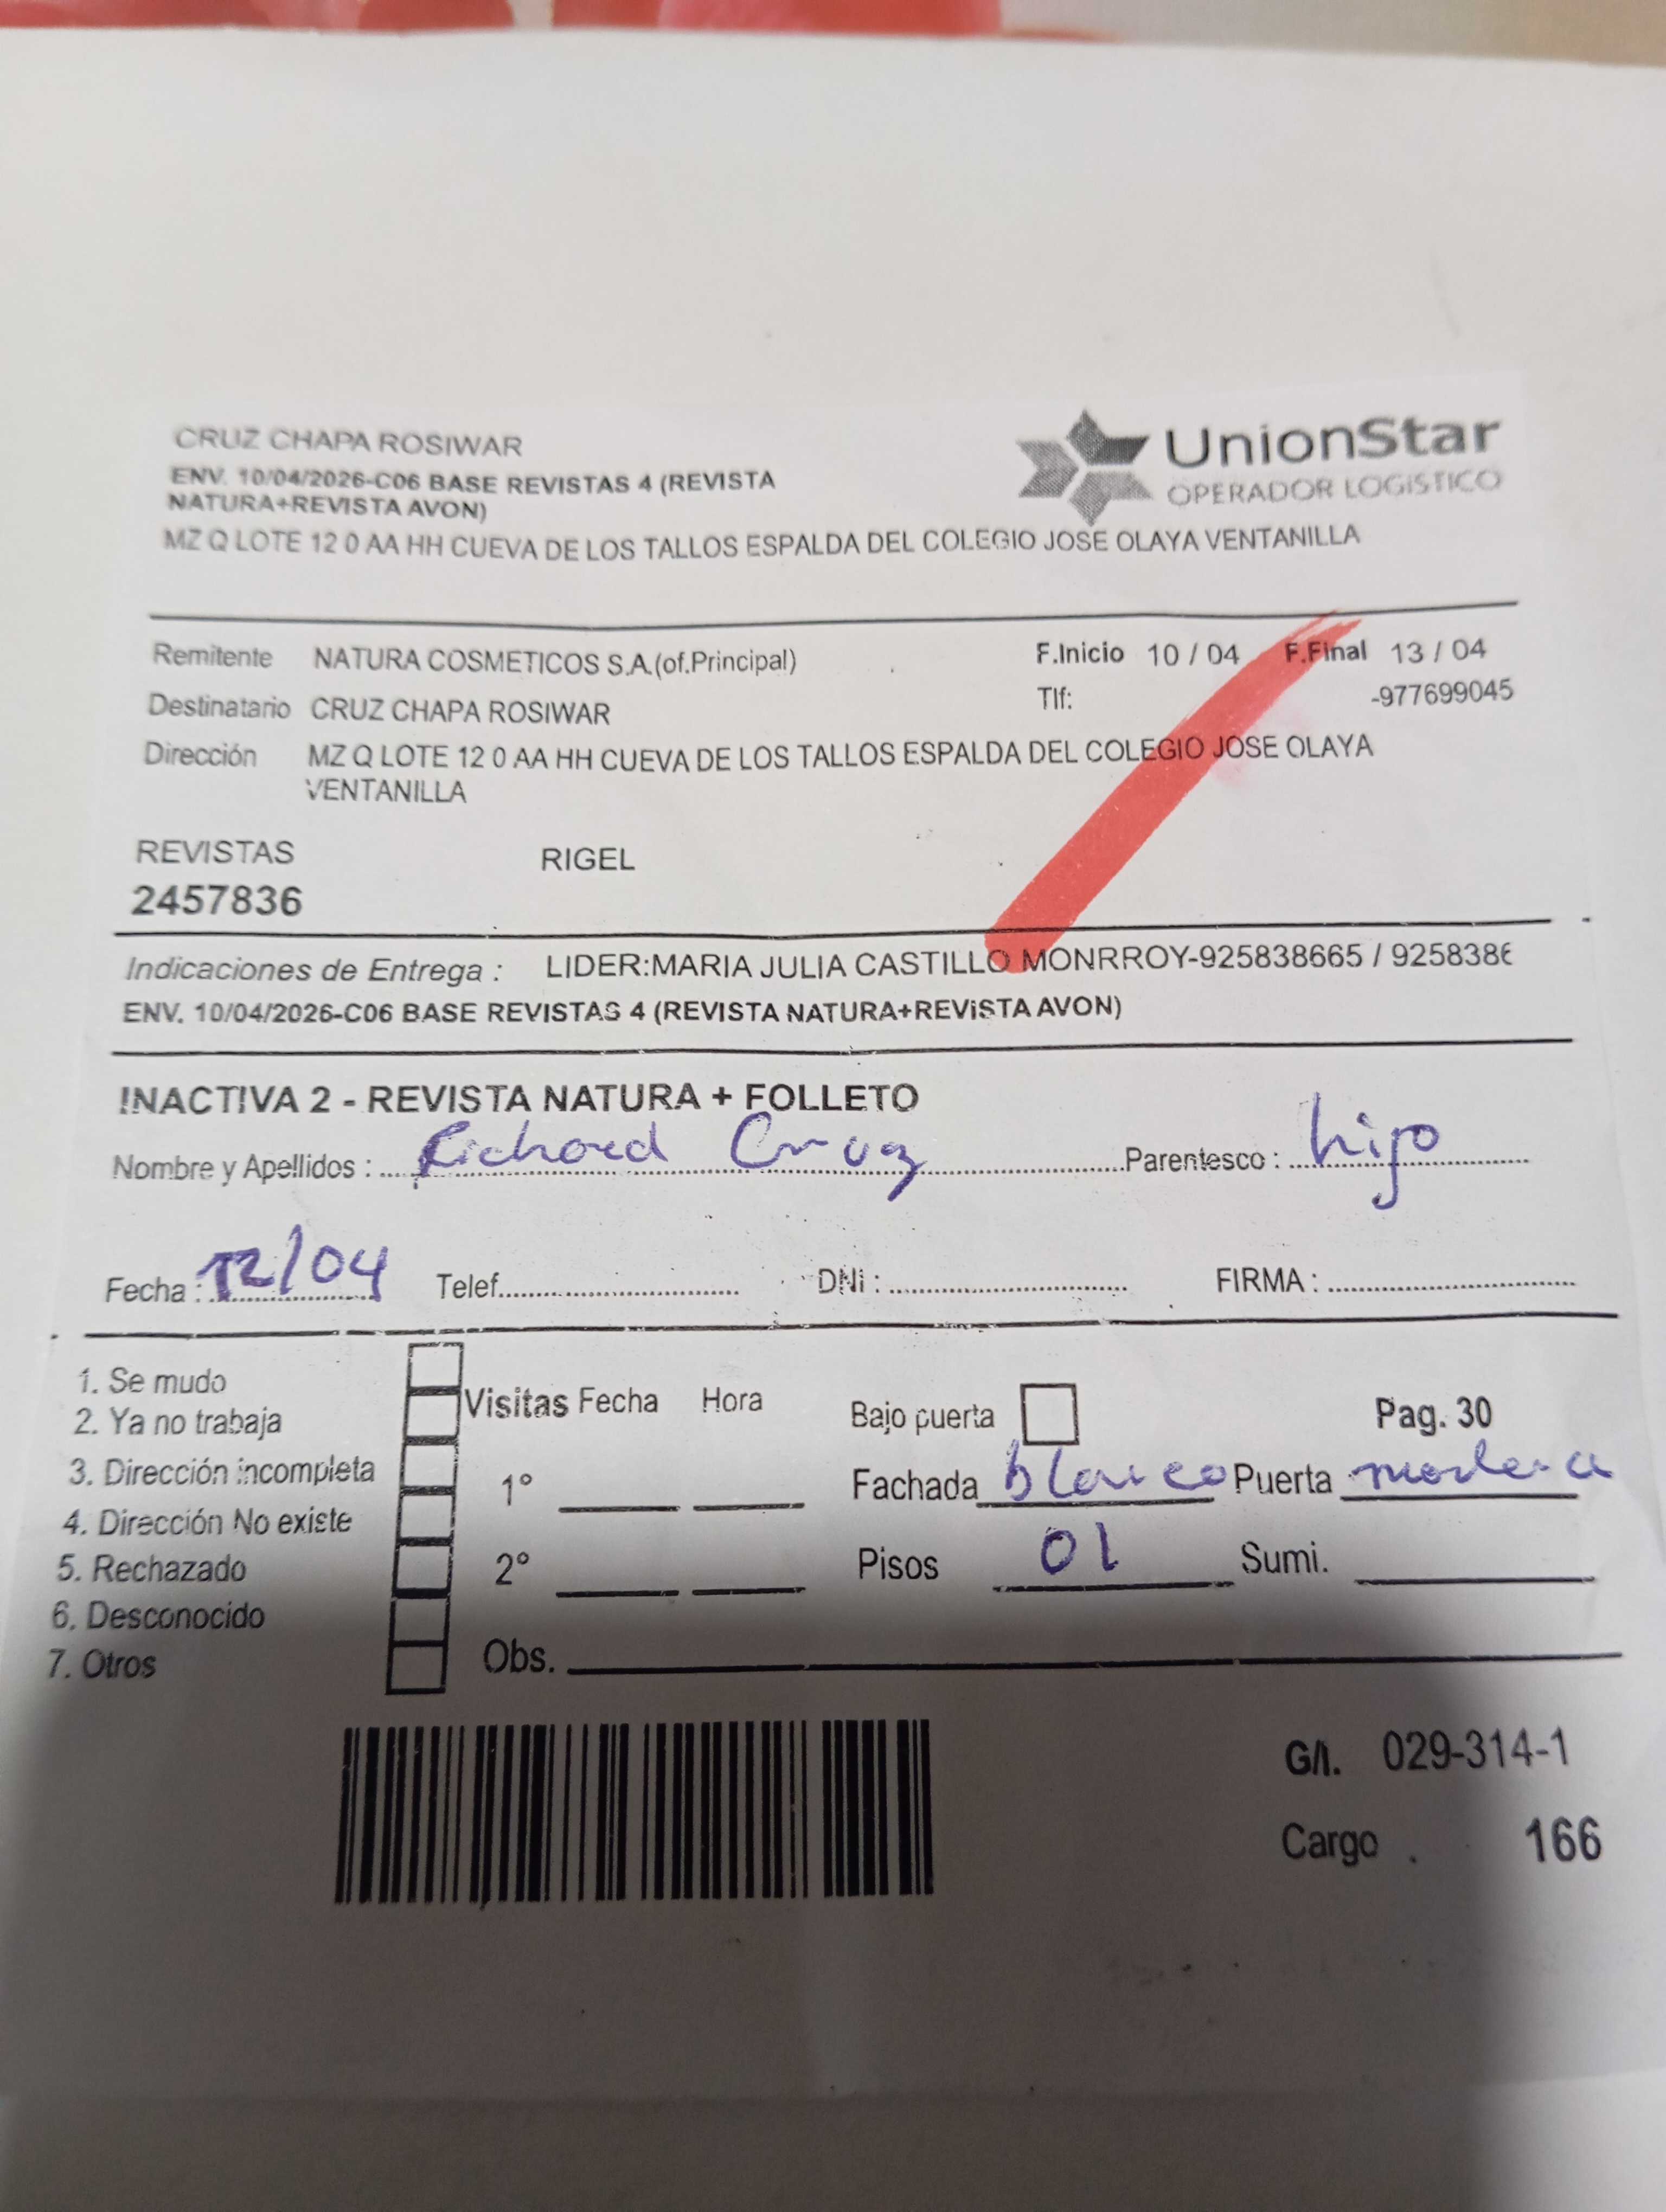 CRUZ CHAPA ROSIWAR
UnionStar
OPERADOR LOGISTICO
ENV. 10/04/2026-C06 BASE REVISTAS 4 (REVISTA
NATURA+REVISTA AVON)
MZ Q LOTE 12 0 AA HH CUEVA DE LOS TALLOS ESPALDA DEL COLEGIO JOSE OLAYA VENTANILLA
Remitente NATURA COSMETICOS S.A.(of.Principal) F.Inicio 10 / 04 F.Final 13 / 04
Tlf: -977699045
Destinatario CRUZ CHAPA ROSIWAR
Dirección MZ Q LOTE 12 0 AA HH CUEVA DE LOS TALLOS ESPALDA DEL COLEGIO JOSE OLAYA
VENTANILLA
REVISTAS RIGEL
2457836
Indicaciones de Entrega : LIDER:MARIA JULIA CASTILLO MONRROY-925838665 / 9258386
ENV. 10/04/2026-C06 BASE REVISTAS 4 (REVISTA NATURA+REVISTA AVON)
INACTIVA 2 - REVISTA NATURA + FOLLETO
Nombre y Apellidos : Richard Cruz Parentesco : hijo
Fecha : 12/04 Telef. DNI : FIRMA :
1. Se mudo
2. Ya no trabaja
3. Dirección incompleta
4. Dirección No existe
5. Rechazado
6. Desconocido
7. Otros
Visitas Fecha Hora
1°
2°
Obs.
Bajo puerta Pag. 30
Fachada blanco Puerta madera
Pisos 01 Sumi.
G/I. 029-314-1
Cargo . 166